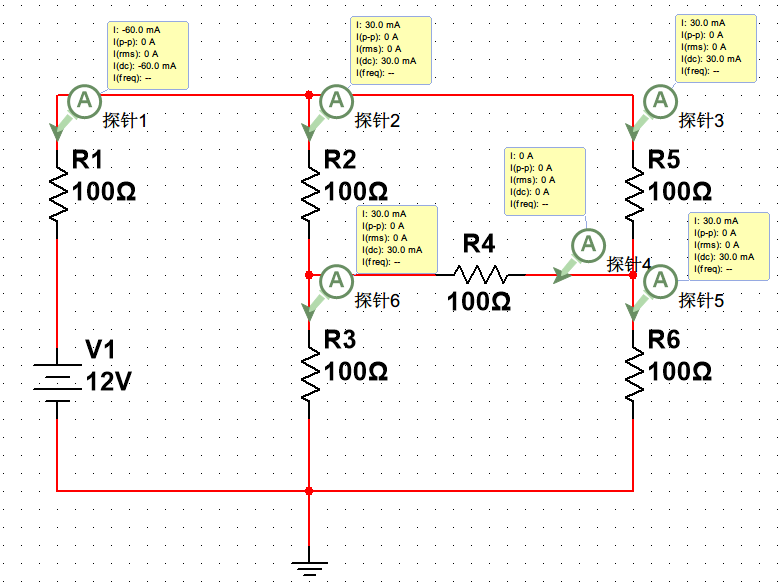 I: -60.0 mA
I(p-p): 0 A
I(rms): 0 A
I(dc): -60.0 mA
I(freq): --
A
探针1
I: 30.0 mA
I(p-p): 0 A
I(rms): 0 A
I(dc): 30.0 mA
I(freq): --
A
探针2
I: 30.0 mA
I(p-p): 0 A
I(rms): 0 A
I(dc): 30.0 mA
I(freq): --
A
探针3
R1
100Ω
R2
100Ω
R5
100Ω
I: 0 A
I(p-p): 0 A
I(rms): 0 A
I(dc): 0 A
I(freq): --
A
探针4
I: 30.0 mA
I(p-p): 0 A
I(rms): 0 A
I(dc): 30.0 mA
I(freq): --
A
探针6
R4
100Ω
I: 30.0 mA
I(p-p): 0 A
I(rms): 0 A
I(dc): 30.0 mA
I(freq): --
A
探针5
V1
12V
R3
100Ω
R6
100Ω